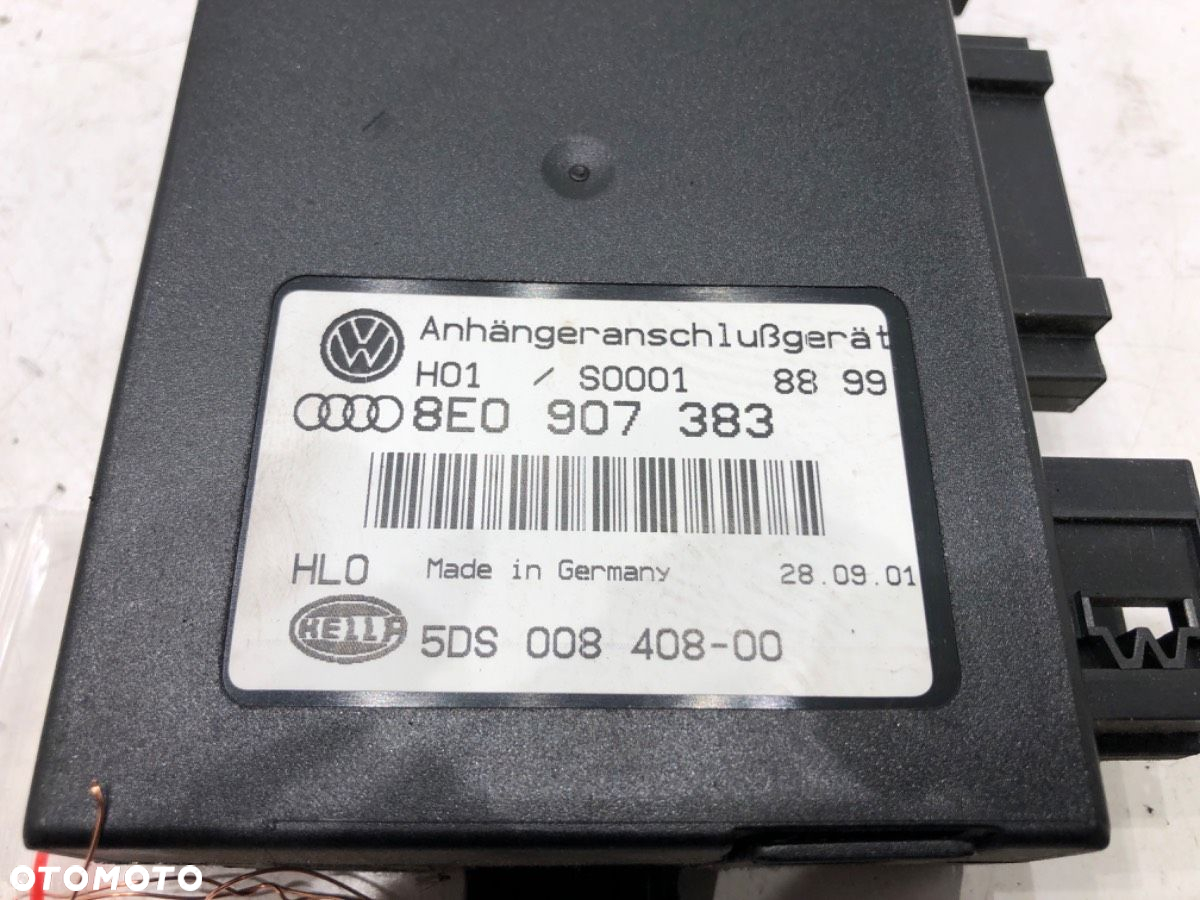 Anhängeranschlußgerät
H01 / S0001 88 99
8E0 907 383
HLO Made in Germany 28.09.01
HELLA 5DS 008 408-00
OTOMOTO